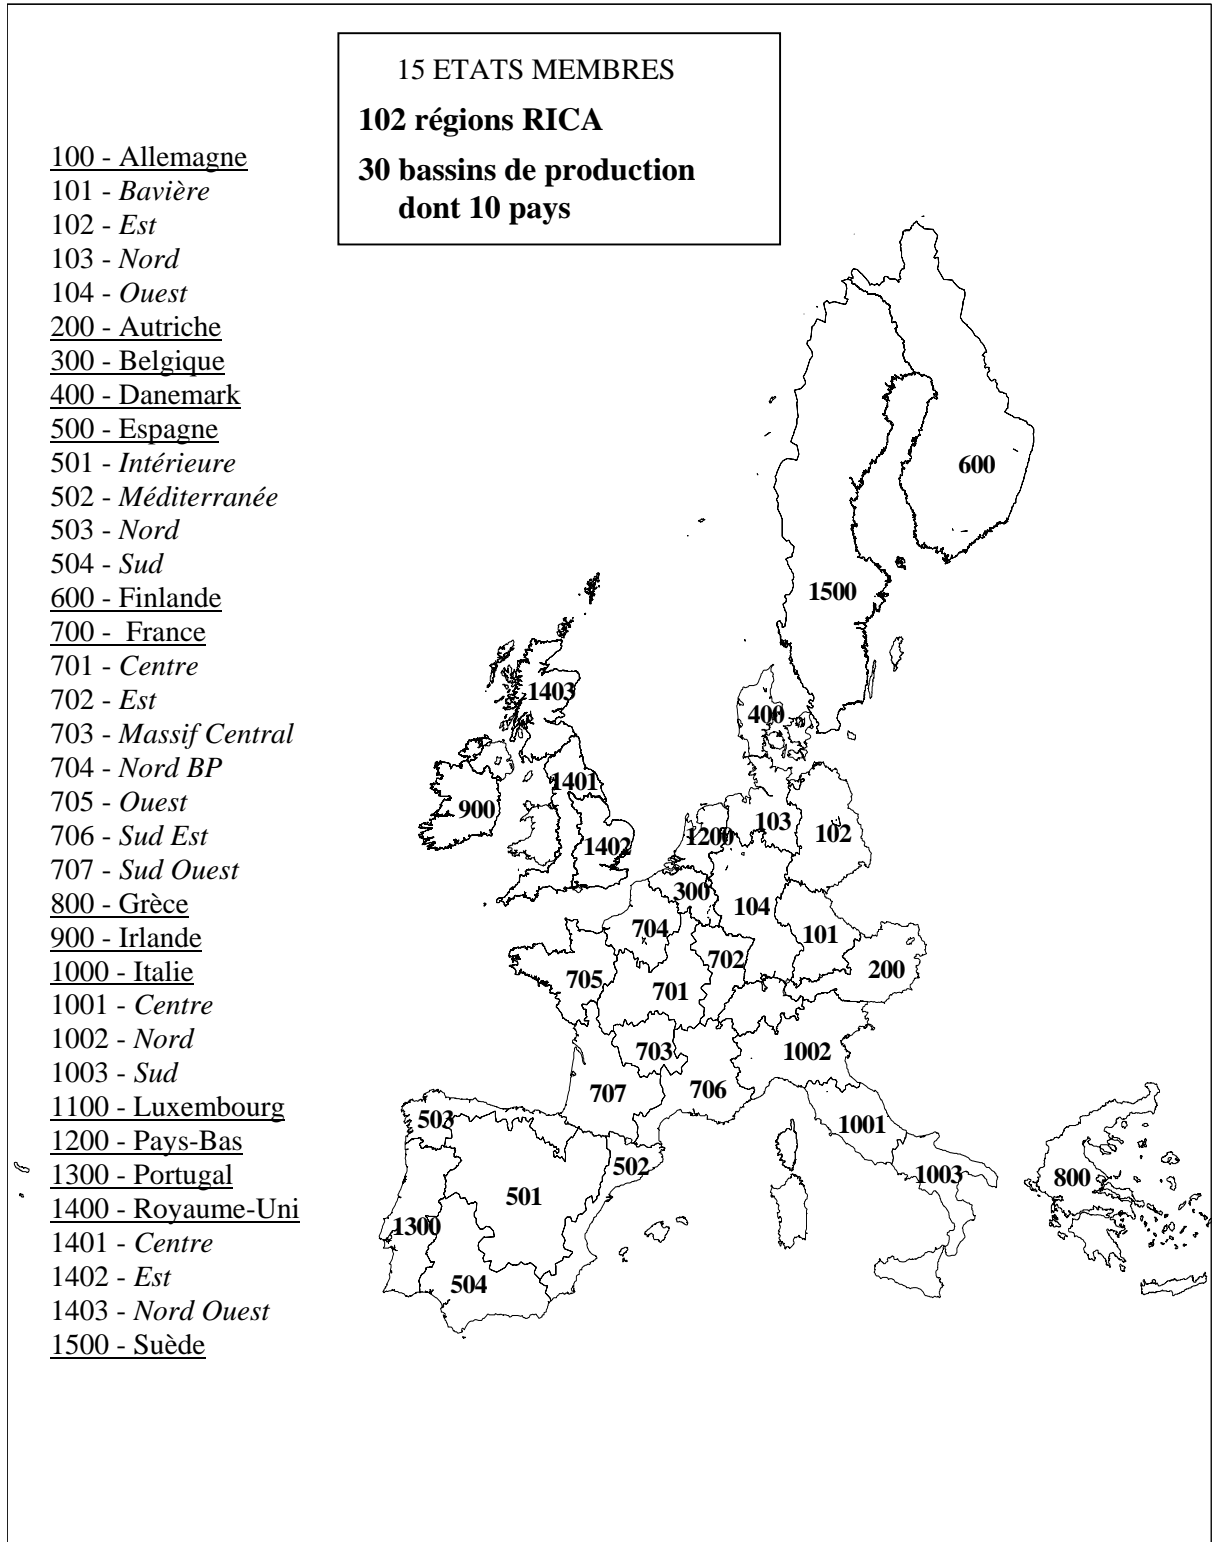 15 ETATS MEMBRES
102 régions RICA
30 bassins de production
dont 10 pays
100 - Allemagne
101 - Bavière
102 - Est
103 - Nord
104 - Ouest
200 - Autriche
300 - Belgique
400 - Danemark
500 - Espagne
501 - Intérieure
502 - Méditerranée
503 - Nord
504 - Sud
600 - Finlande
700 - France
701 - Centre
702 - Est
703 - Massif Central
704 - Nord BP
705 - Ouest
706 - Sud Est
707 - Sud Ouest
800 - Grèce
900 - Irlande
1000 - Italie
1001 - Centre
1002 - Nord
1003 - Sud
1100 - Luxembourg
1200 - Pays-Bas
1300 - Portugal
1400 - Royaume-Uni
1401 - Centre
1402 - Est
1403 - Nord Ouest
1500 - Suède
600
1500
1403
400
1401
900
103
1200
102
1402
300
104
704
101
702
200
705
701
703
1002
706
707
503
1001
502
1003
800
501
1300
504